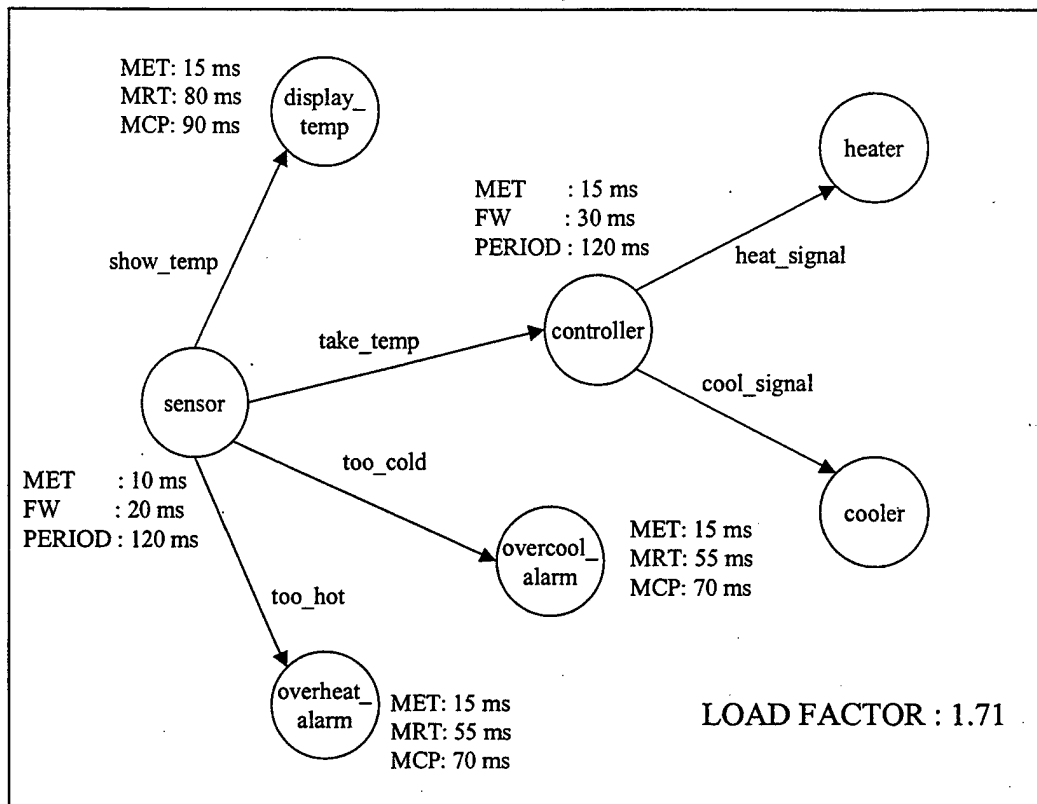 MET: 15 ms
MRT: 80 ms
MCP: 90 ms
display_
temp
heater
MET : 15 ms
FW : 30 ms
PERIOD : 120 ms
show_temp
heat_signal
take_temp
controller
cool_signal
sensor
too_cold
MET : 10 ms
FW : 20 ms
PERIOD : 120 ms
cooler
overcool_
alarm
MET: 15 ms
MRT: 55 ms
MCP: 70 ms
too_hot
overheat_
alarm
MET: 15 ms
MRT: 55 ms
MCP: 70 ms
LOAD FACTOR : 1.71